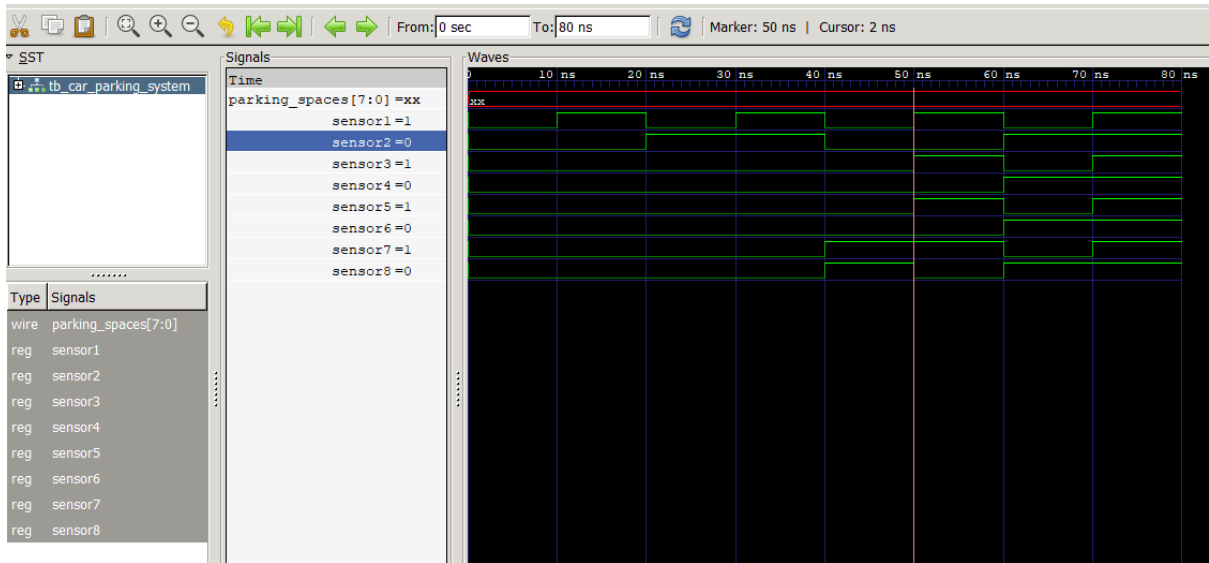 From: 0 sec To: 80 ns Marker: 50 ns | Cursor: 2 ns
SST
tb_car_parking_system
Type Signals
wire parking_spaces[7:0]
reg sensor1
reg sensor2
reg sensor3
reg sensor4
reg sensor5
reg sensor6
reg sensor7
reg sensor8
Signals
Time
parking_spaces[7:0] =xx
sensor1 =1
sensor2 =0
sensor3 =1
sensor4 =0
sensor5 =1
sensor6 =0
sensor7 =1
sensor8 =0
Waves
0 10 ns 20 ns 30 ns 40 ns 50 ns 60 ns 70 ns 80 ns
xx